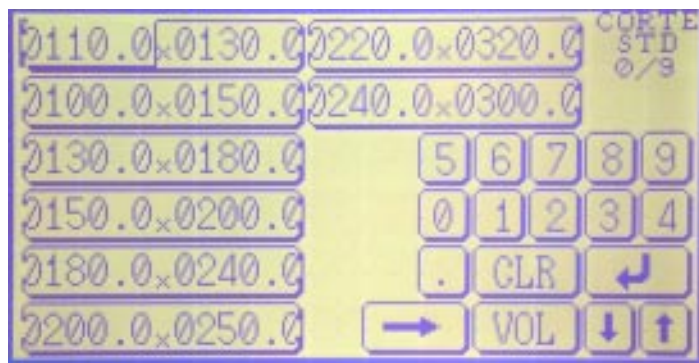 0110.0×0130.0 0220.0×0320.0 CORTE
STD
0/9
0100.0×0150.0 0240.0×0300.0
0130.0×0180.0 5 6 7 8 9
0150.0×0200.0 0 1 2 3 4
0180.0×0240.0 . CLR
0200.0×0250.0 VOL